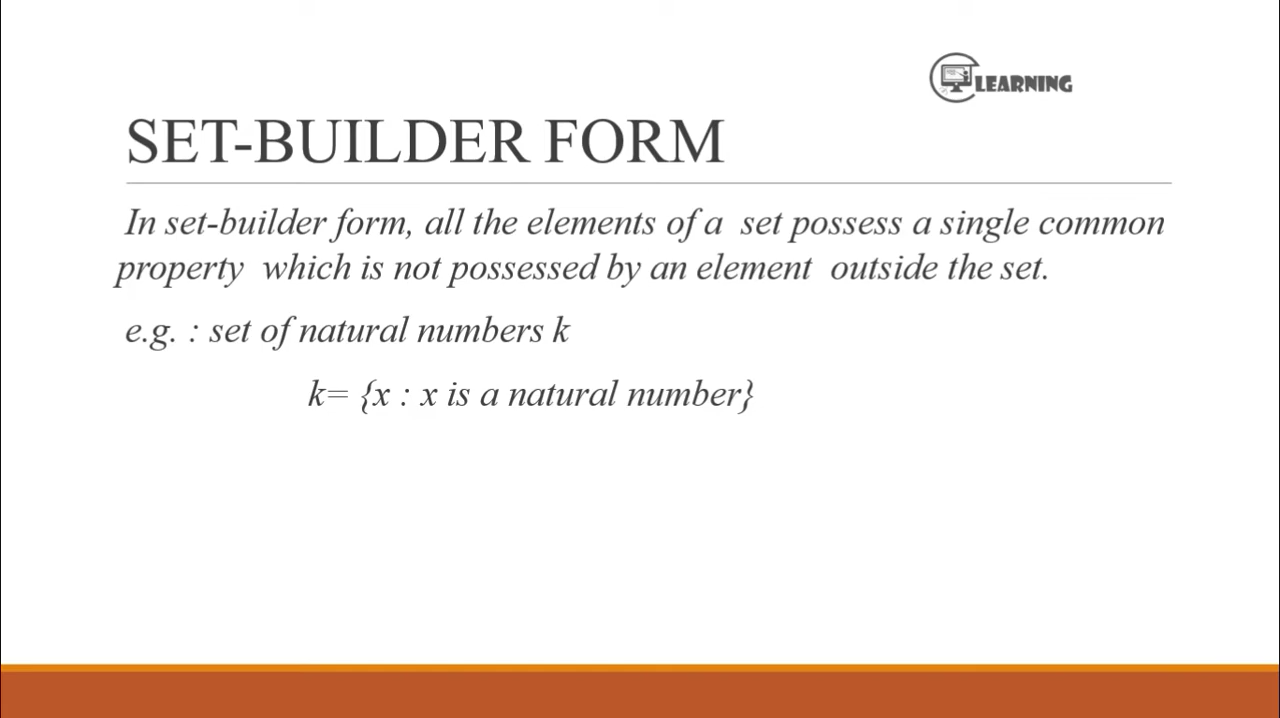 LEARNING
SET-BUILDER FORM
In set-builder form, all the elements of a set possess a single common
property which is not possessed by an element outside the set.
e.g. : set of natural numbers k
k= {x : x is a natural number}